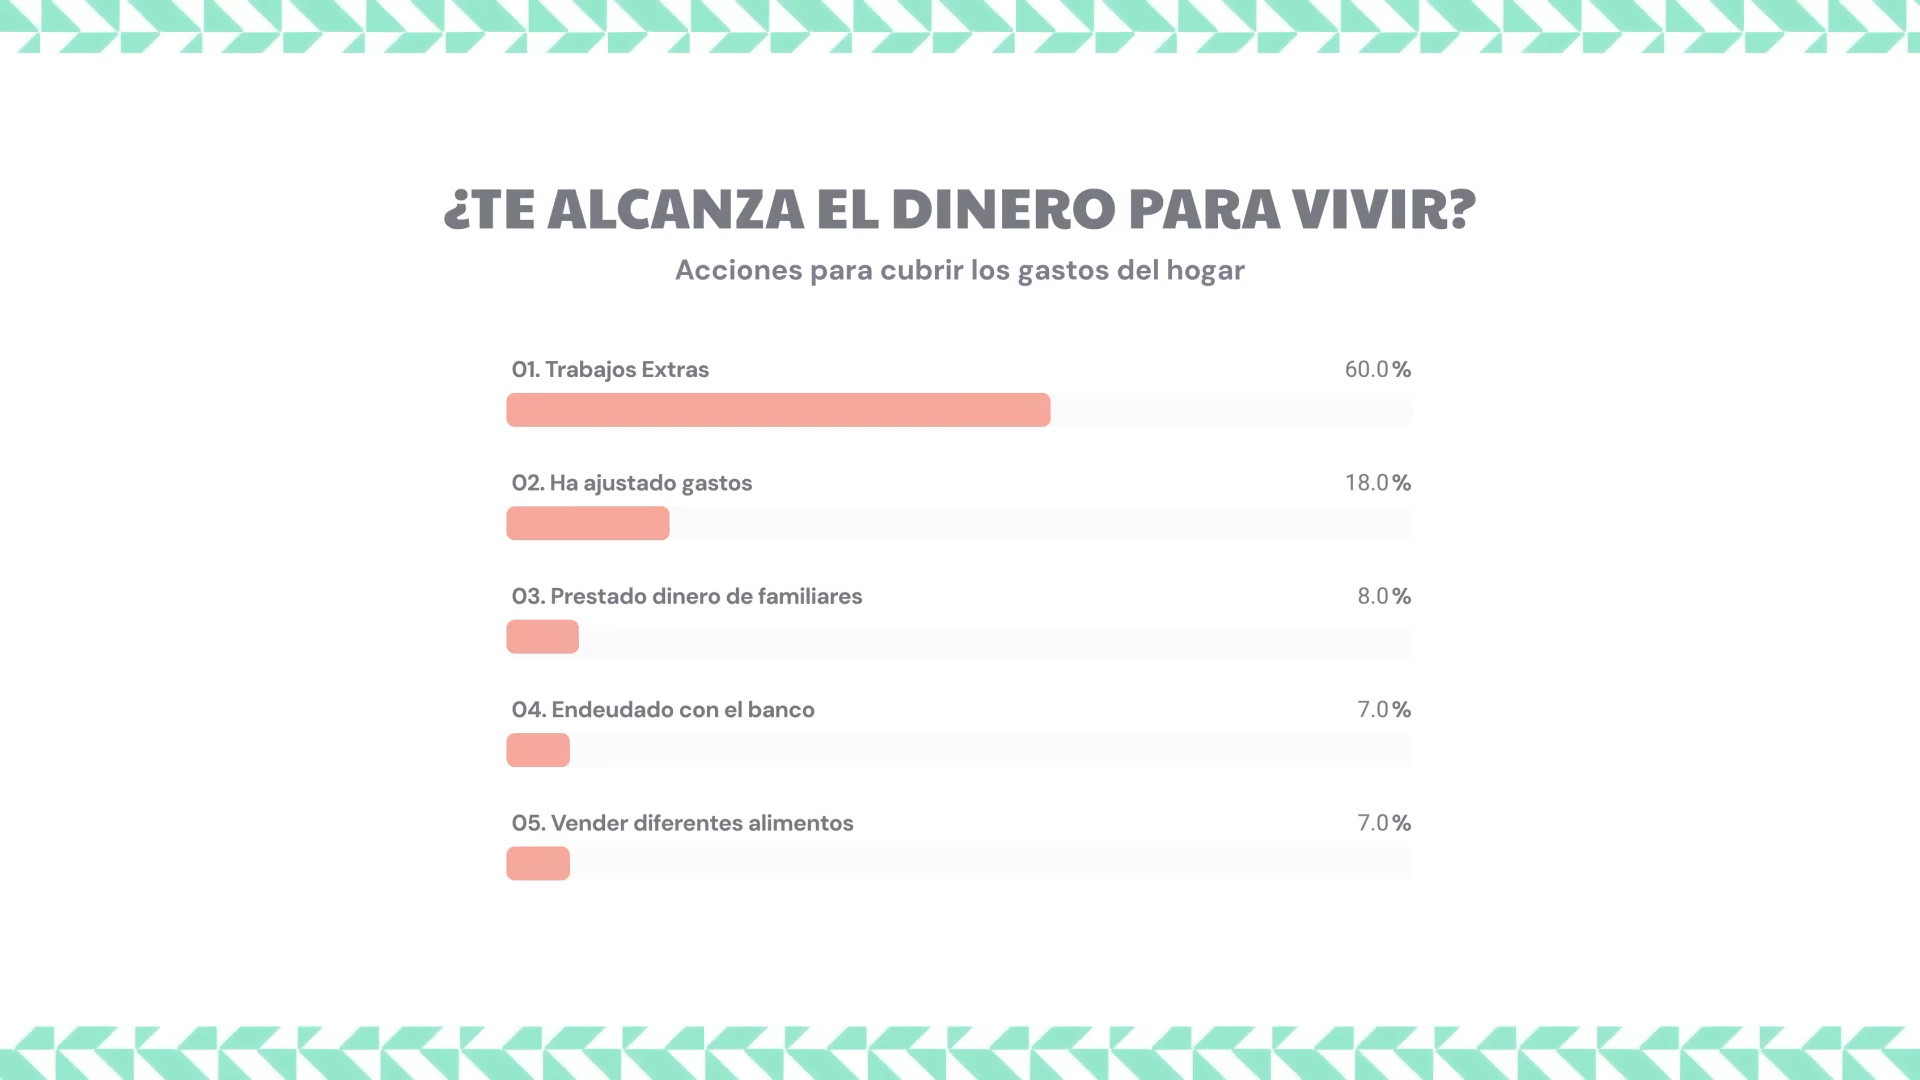 ¿TE ALCANZA EL DINERO PARA VIVIR?
Acciones para cubrir los gastos del hogar
01. Trabajos Extras 60.0%
02. Ha ajustado gastos 18.0%
03. Prestado dinero de familiares 8.0%
04. Endeudado con el banco 7.0%
05. Vender diferentes alimentos 7.0%